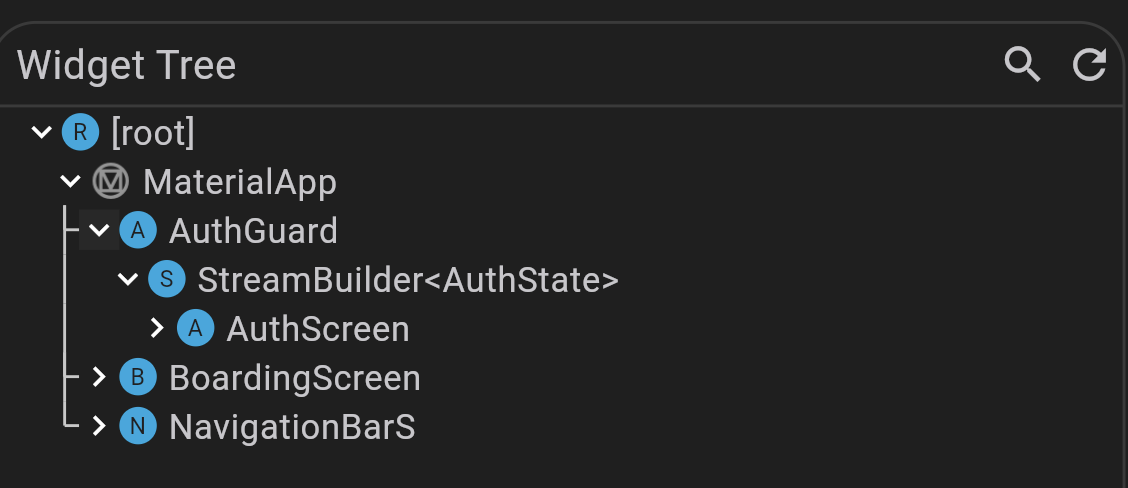 Widget Tree
R [root]
MaterialApp
A AuthGuard
S StreamBuilder<AuthState>
A AuthScreen
B BoardingScreen
N NavigationBarS